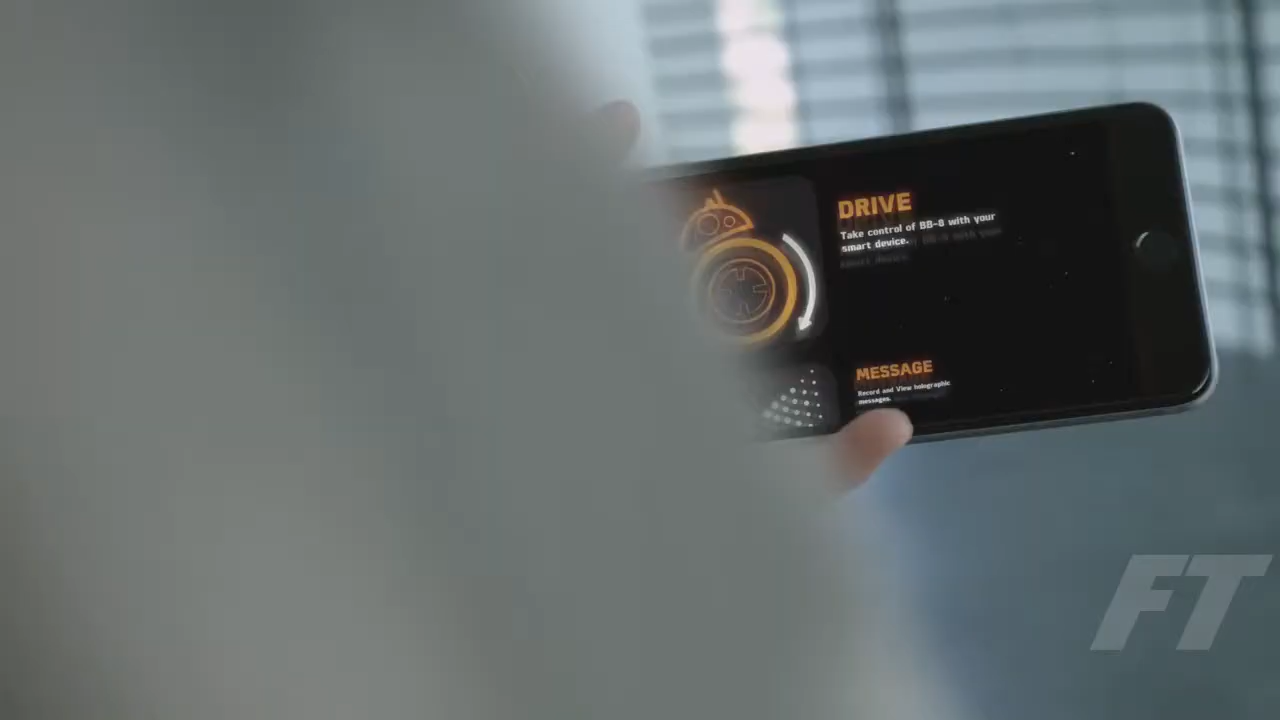 DRIVE
Take control of BB-8 with your
smart device.
MESSAGE
Record and View holographic
messages.
FT